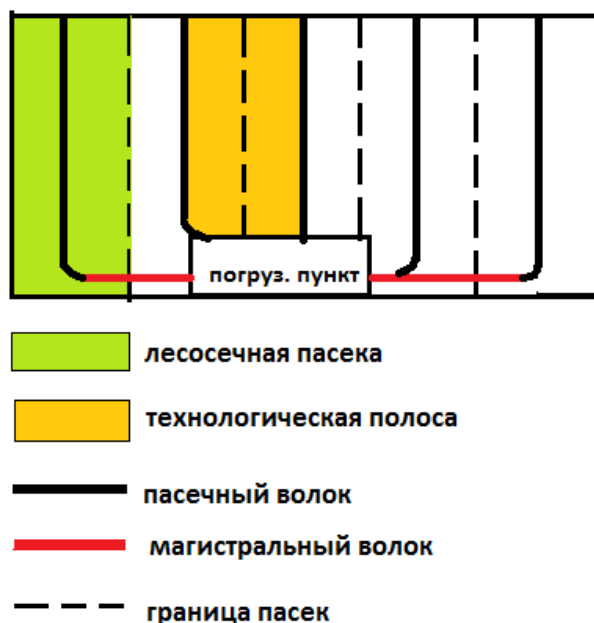 погруз. пункт
лесосечная пасека
технологическая полоса
пасечный волок
магистральный волок
граница пасек